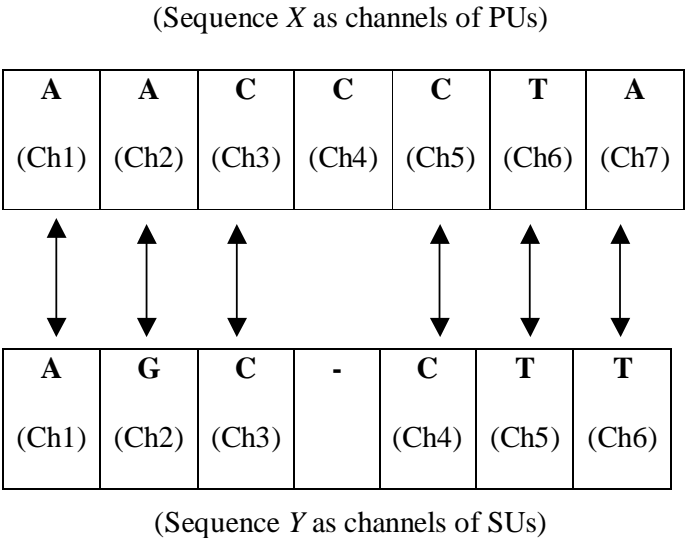 (Sequence X as channels of PUs)
A A C C C T A
(Ch1) (Ch2) (Ch3) (Ch4) (Ch5) (Ch6) (Ch7)
A G C - C T T
(Ch1) (Ch2) (Ch3) (Ch4) (Ch5) (Ch6)
(Sequence Y as channels of SUs)